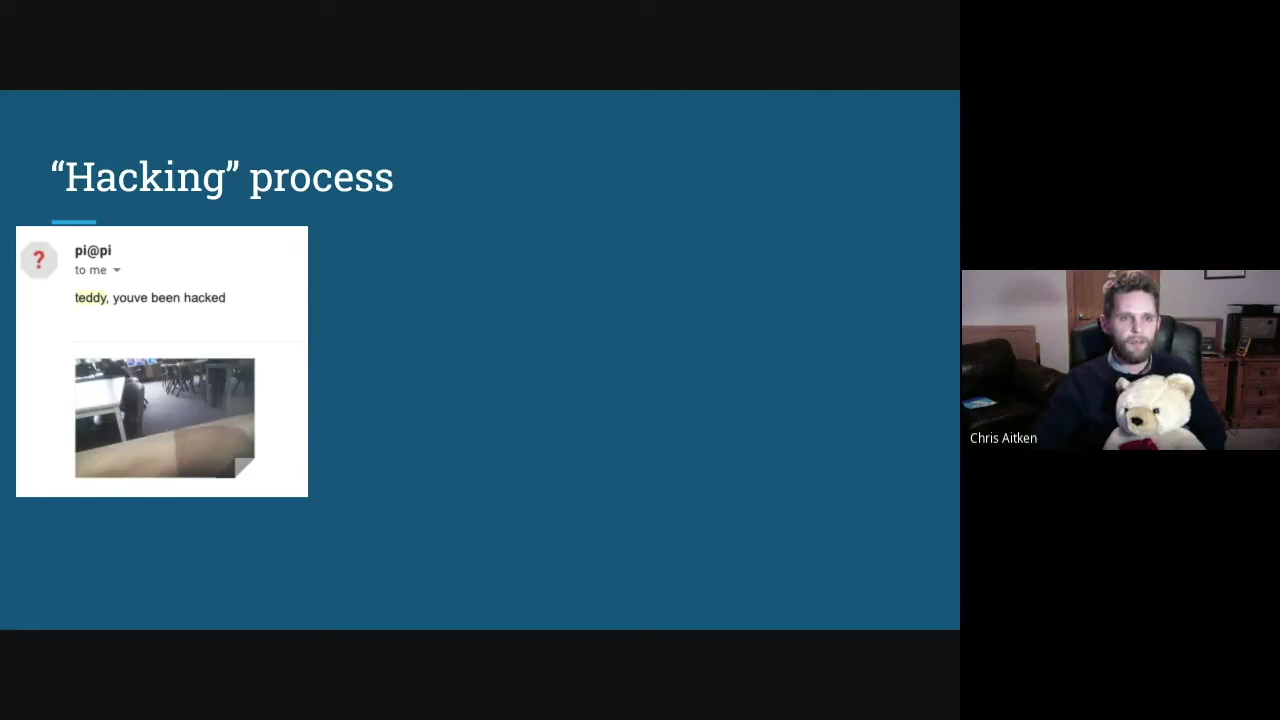 “Hacking” process
?
pi@pi
to me
teddy, youve been hacked
Chris Aitken